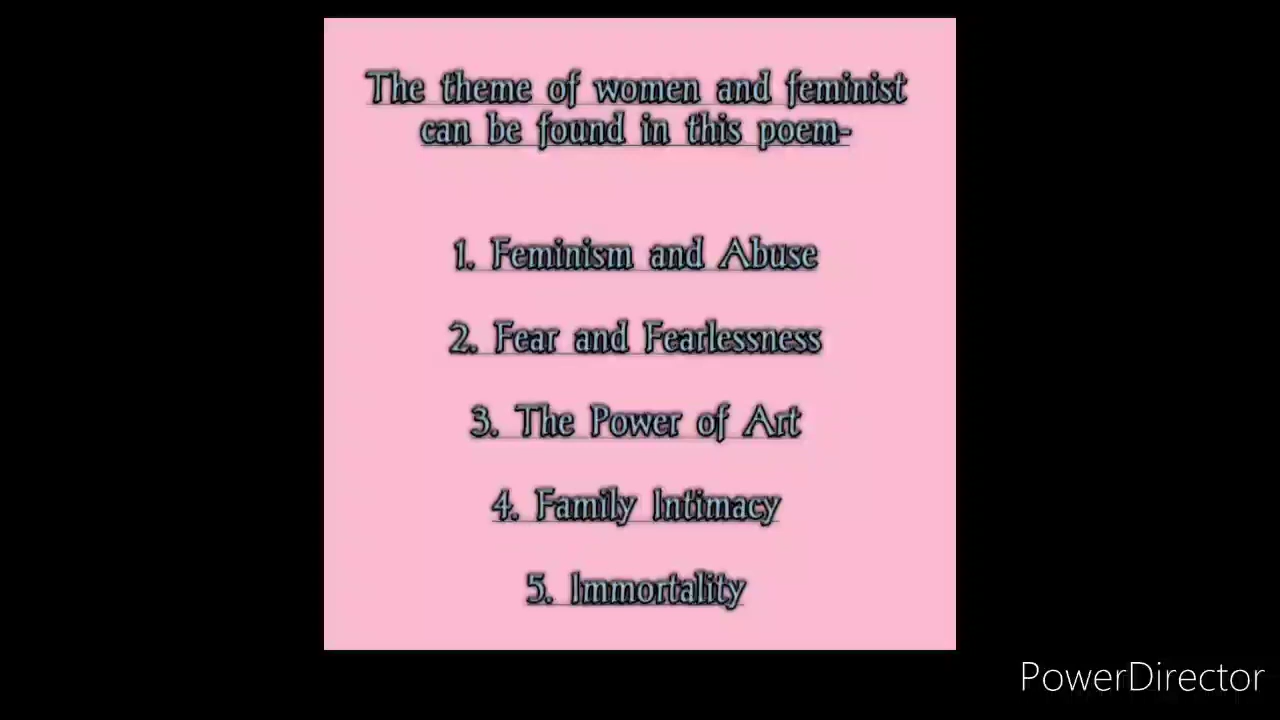 The theme of women and feminist
can be found in this poem-
1. Feminism and Abuse
2. Fear and Fearlessness
3. The Power of Art
4. Family Intimacy
5. Immortality
PowerDirector